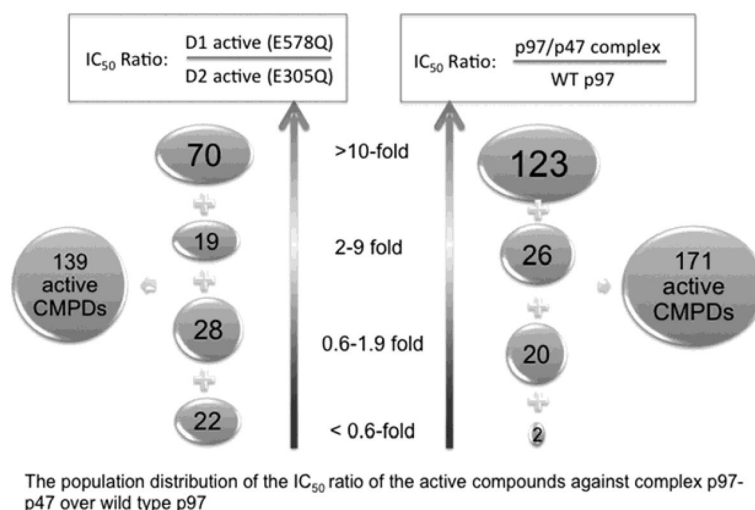 IC50 Ratio: D1 active (E578Q)
D2 active (E305Q)
IC50 Ratio: p97/p47 complex
WT p97
70
>10-fold
123
+
+
19
2-9 fold
26
139
active
CMPDs
+
+
171
active
CMPDs
28
0.6-1.9 fold
20
+
+
22
< 0.6-fold
2
The population distribution of the IC50 ratio of the active compounds against complex p97-
p47 over wild type p97